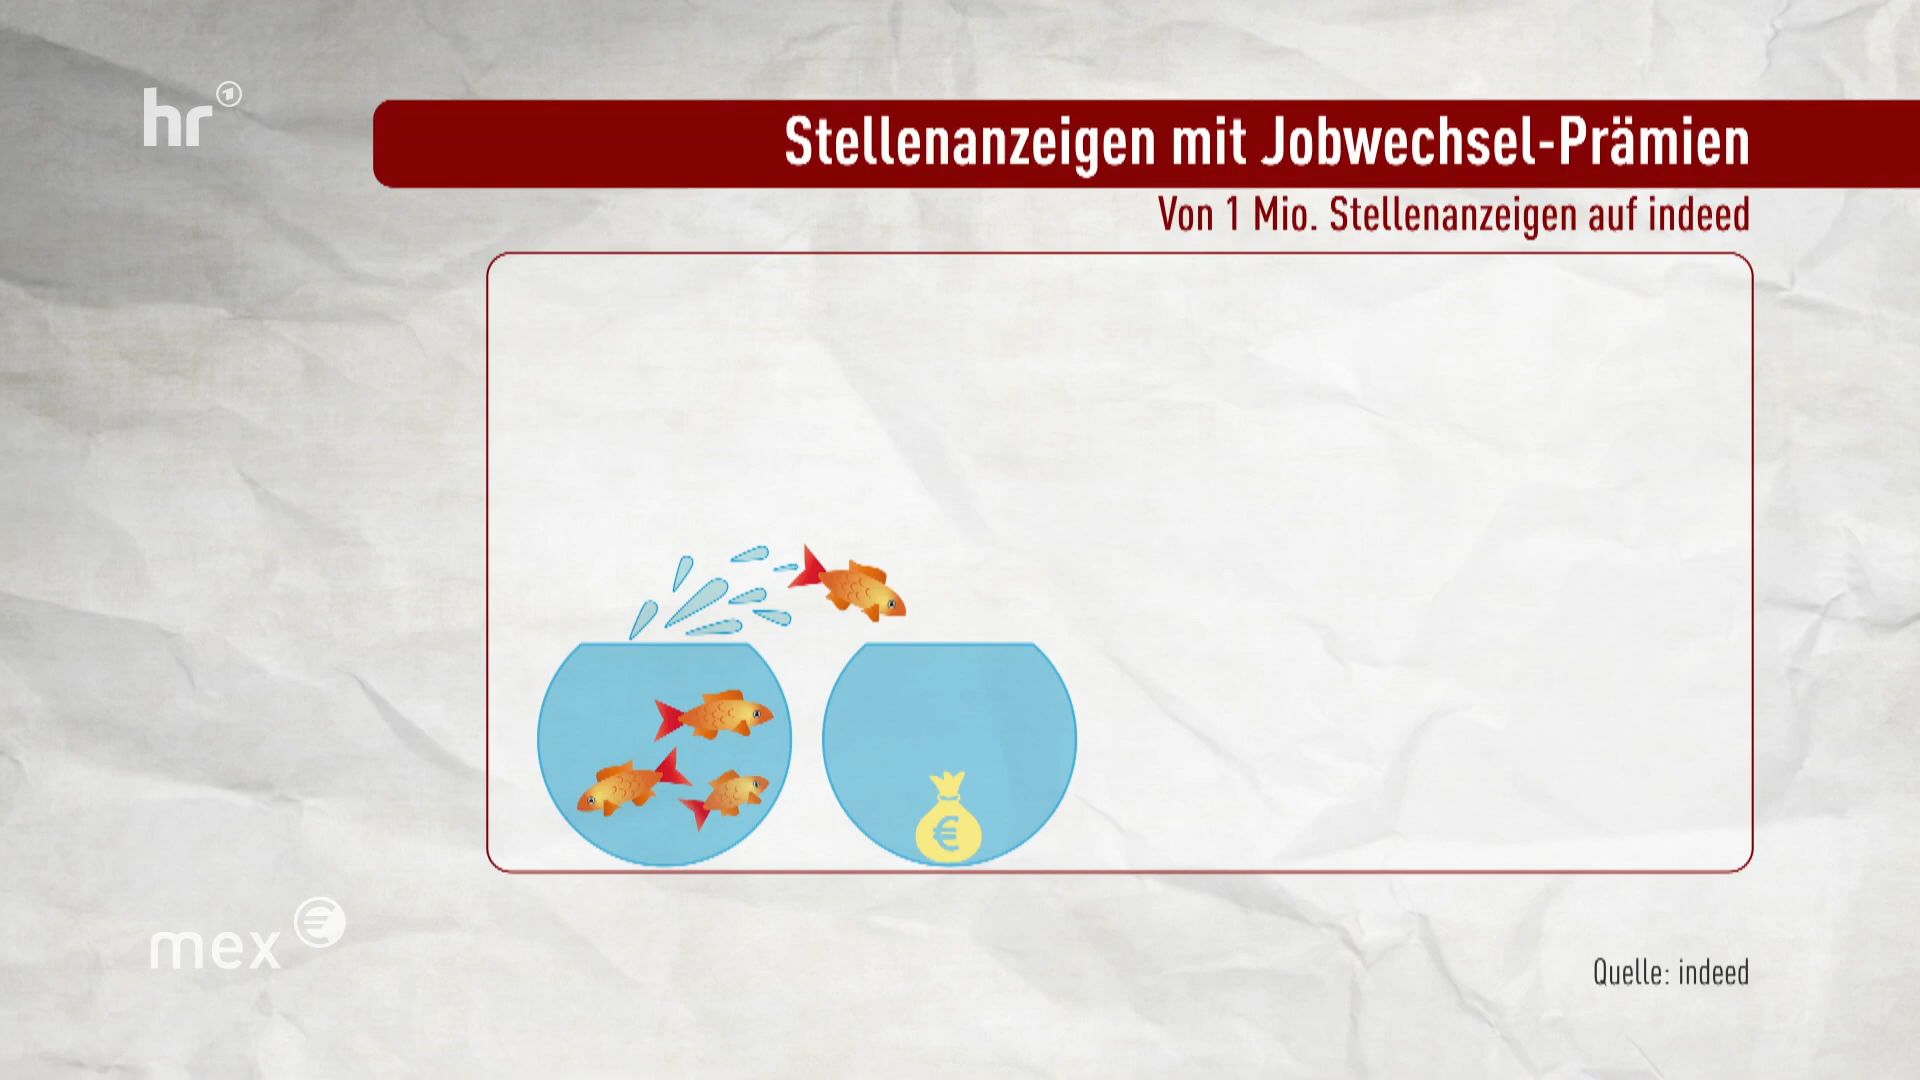 hr
Stellenanzeigen mit Jobwechsel-Prämien
Von 1 Mio. Stellenanzeigen auf indeed
€
mex €
Quelle: indeed